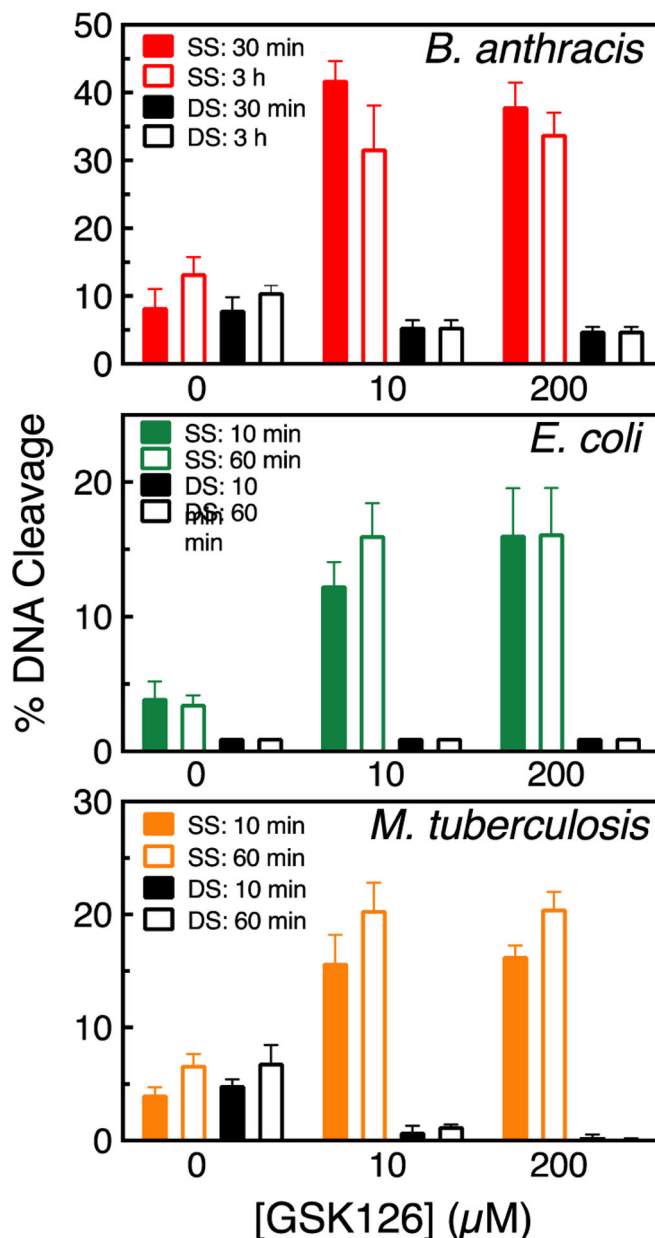 % DNA Cleavage
50
40
30
20
10
0
SS: 30 min
SS: 3 h
DS: 30 min
DS: 3 h
B. anthracis
0 10 200
20
10
0
SS: 10 min
SS: 60 min
DS: 10
min
DS: 60
min
E. coli
0 10 200
30
20
10
0
SS: 10 min
SS: 60 min
DS: 10 min
DS: 60 min
M. tuberculosis
0 10 200
[GSK126] (µM)